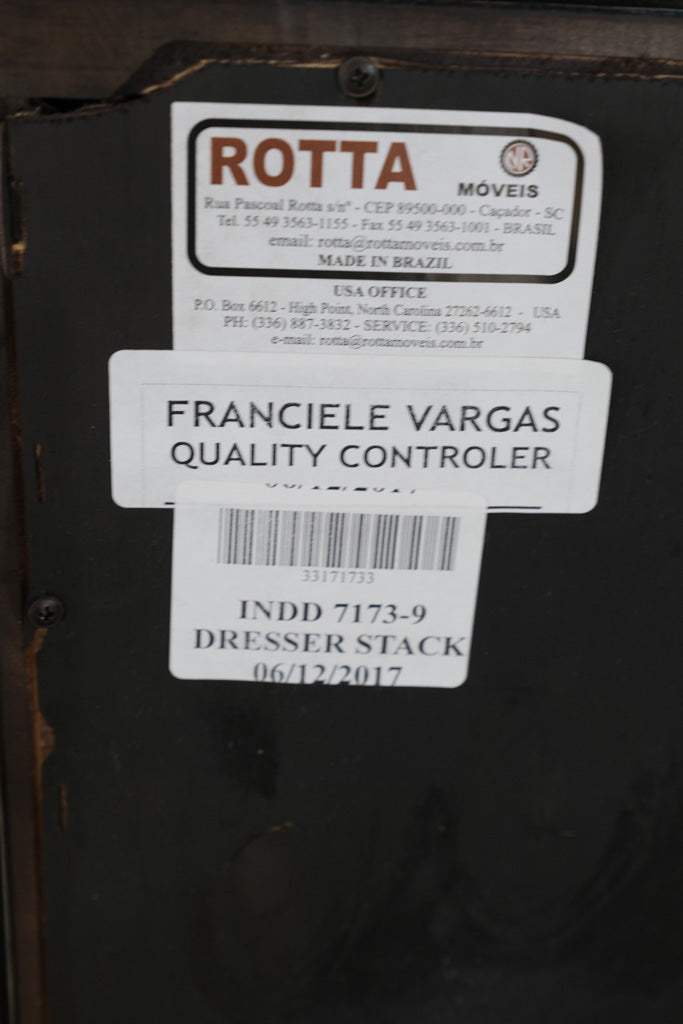 ROTTA
MÓVEIS
Rua Pascoal Rotta s/nº - CEP 89500-000 - Caçador - SC
Tel. 55 49 3563-1155 - Fax 55 49 3563-1001 - BRASIL
email: rotta@rottamoveis.com.br
MADE IN BRAZIL
USA OFFICE
P.O. Box 6612 - High Point, North Carolina 27262-6612 - USA
PH: (336) 887-3832 - SERVICE: (336) 510-2794
e-mail: rotta@rottamoveis.com.br
FRANCIELE VARGAS
QUALITY CONTROLER
33171733
INDD 7173-9
DRESSER STACK
06/12/2017